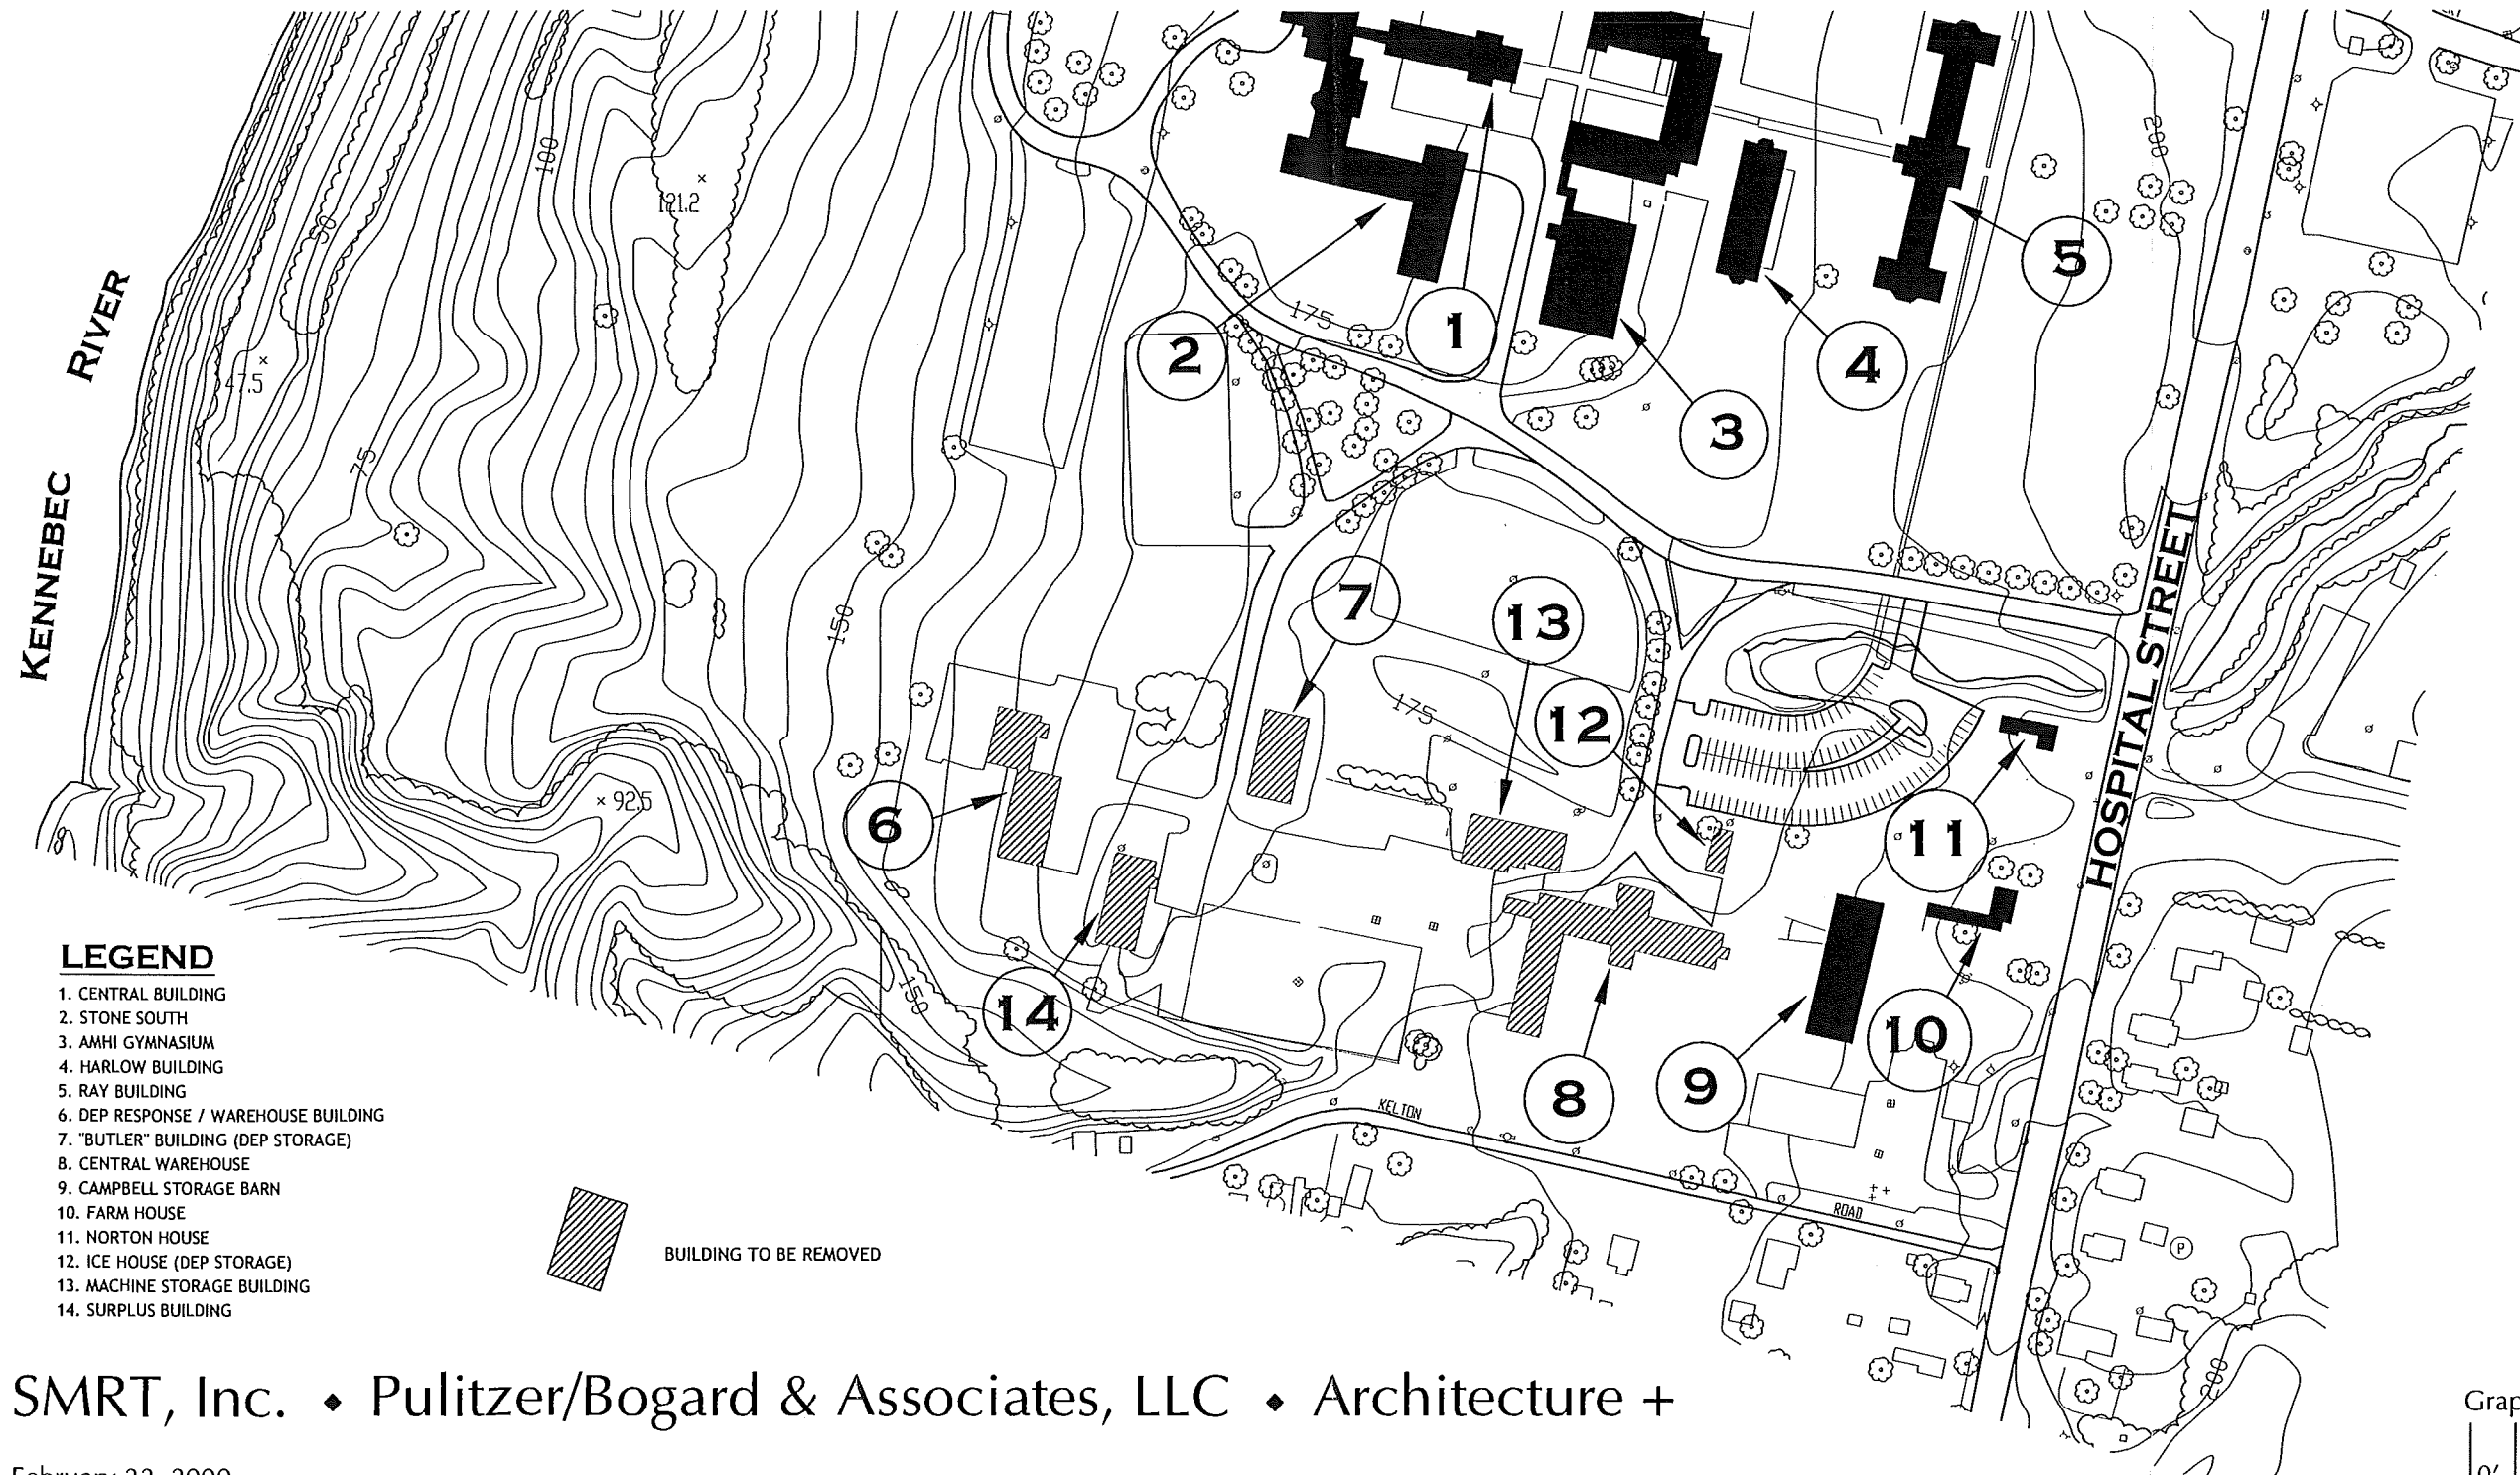 200
100
121.2
50
RIVER
47.5
75
KENNEBEC
175
1
2
3
4
5
150
7
13
12
175
HOSPITAL STREET
6
× 92.5
11
14
150
8
9
10
KELTON
ROAD
P
200
LEGEND
1. CENTRAL BUILDING
2. STONE SOUTH
3. AMHI GYMNASIUM
4. HARLOW BUILDING
5. RAY BUILDING
6. DEP RESPONSE / WAREHOUSE BUILDING
7. "BUTLER" BUILDING (DEP STORAGE)
8. CENTRAL WAREHOUSE
9. CAMPBELL STORAGE BARN
10. FARM HOUSE
11. NORTON HOUSE
12. ICE HOUSE (DEP STORAGE)
13. MACHINE STORAGE BUILDING
14. SURPLUS BUILDING
BUILDING TO BE REMOVED
SMRT, Inc. ◆ Pulitzer/Bogard & Associates, LLC ◆ Architecture +
Grap
February